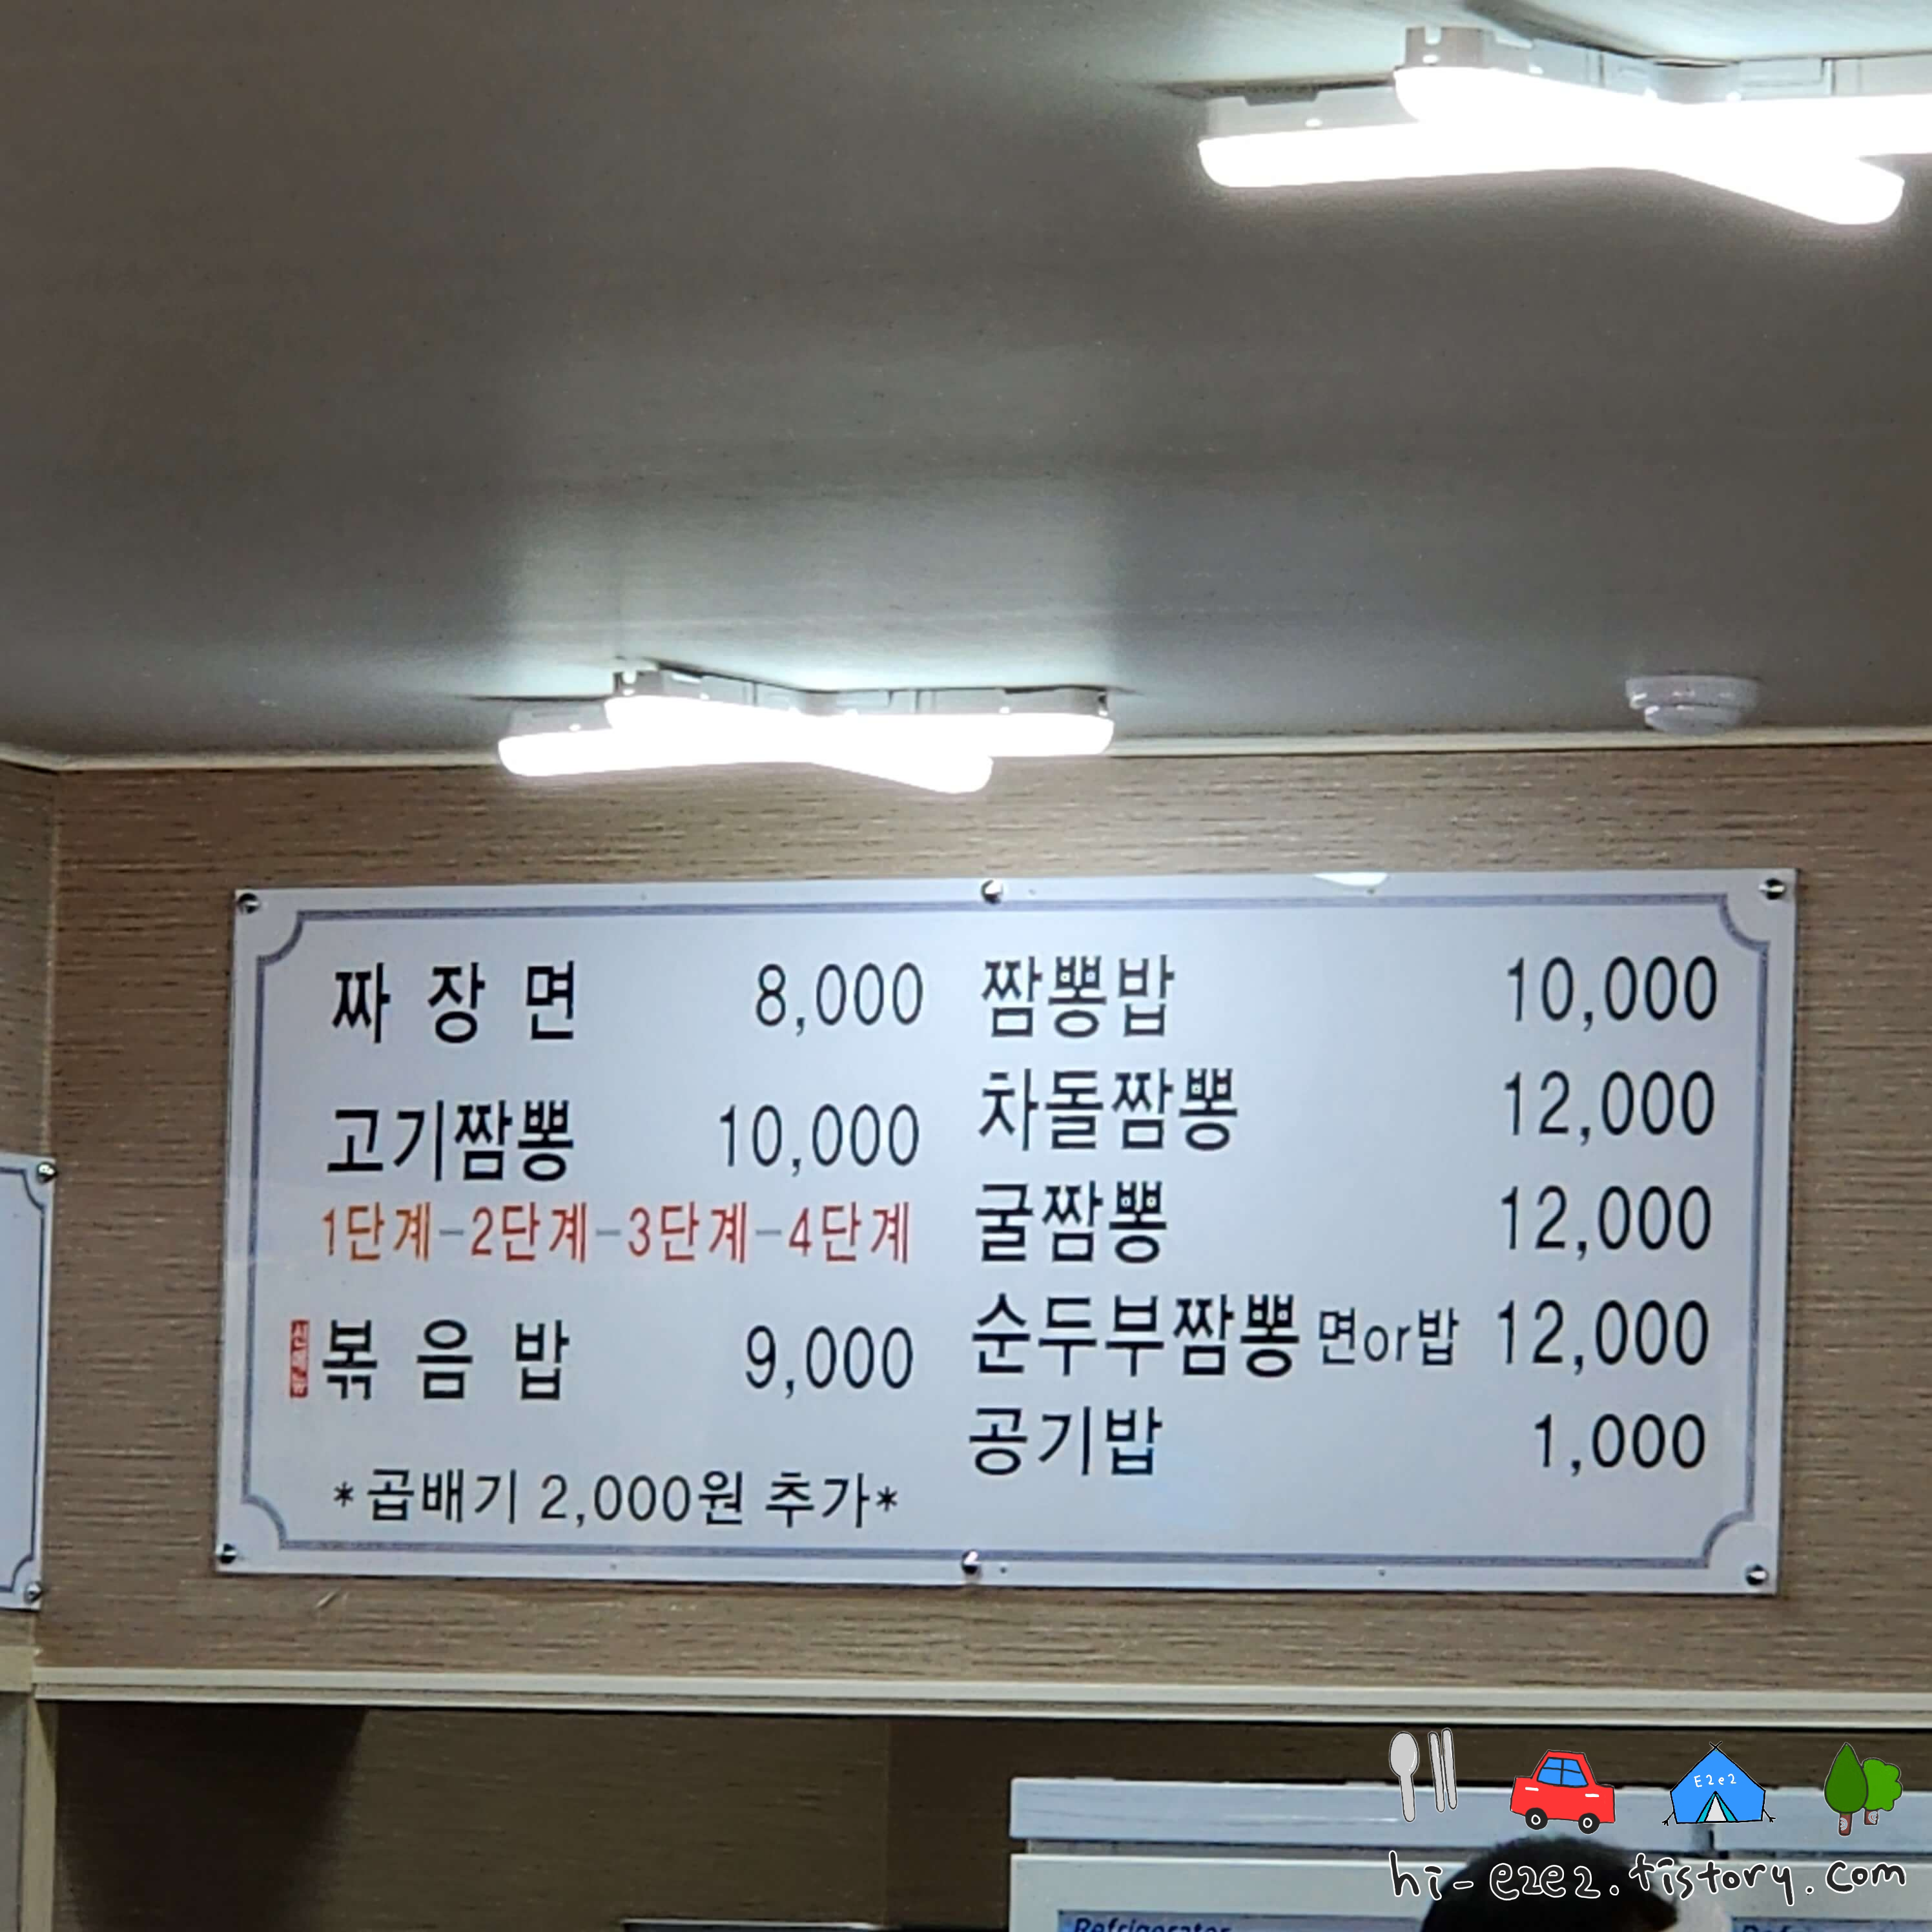 짜 장 면 8,000
고기짬뽕 10,000
1단계-2단계-3단계-4단계
볶 음 밥 9,000
*곱배기 2,000원 추가*
짬뽕밥 10,000
차돌짬뽕 12,000
굴짬뽕 12,000
순두부짬뽕 면or밥 12,000
공기밥 1,000
E2e2
hi-e2e2.tistory.com
Refrigerator